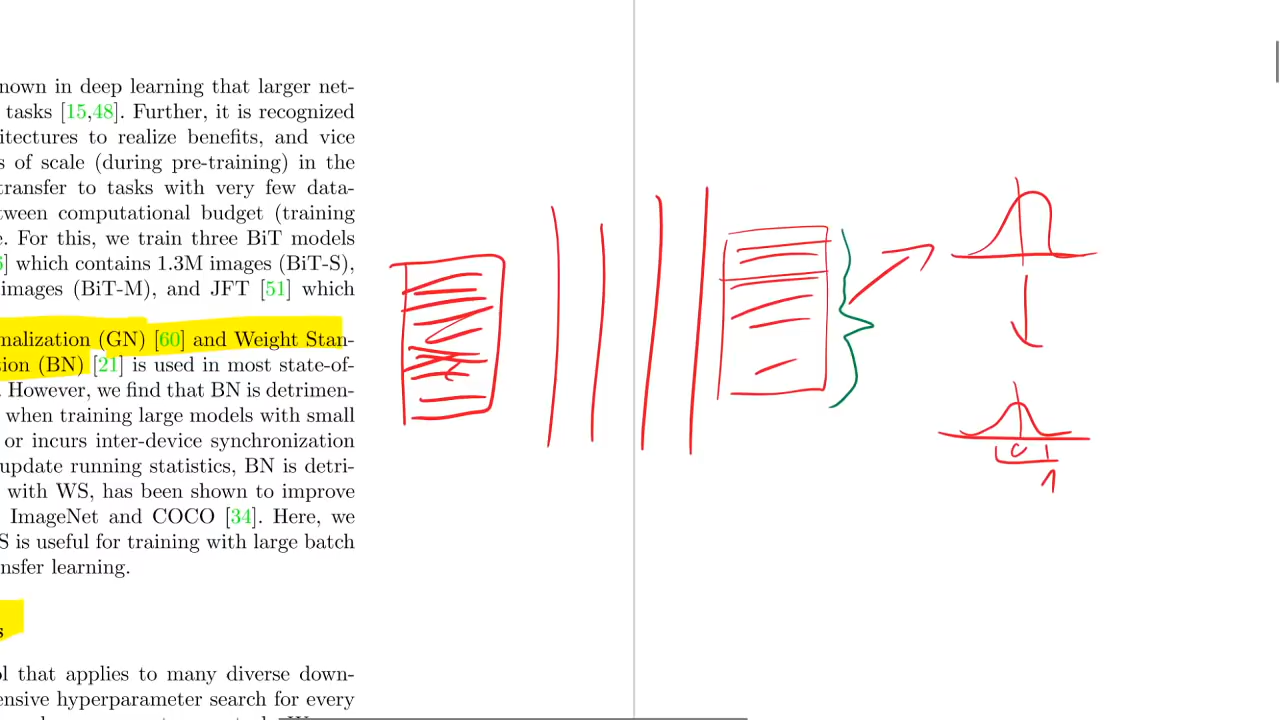 nown in deep learning that larger net-
tasks [15,48]. Further, it is recognized
itectures to realize benefits, and vice
s of scale (during pre-training) in the
transfer to tasks with very few data-
etween computational budget (training
e. For this, we train three BiT models
6] which contains 1.3M images (BiT-S),
images (BiT-M), and JFT [51] which
malization (GN) [60] and Weight Stan-
tion (BN) [21] is used in most state-of-
. However, we find that BN is detrimen-
when training large models with small
or incurs inter-device synchronization
update running statistics, BN is detri-
with WS, has been shown to improve
ImageNet and COCO [34]. Here, we
S is useful for training with large batch
nsfer learning.
s
ol that applies to many diverse down-
ensive hyperparameter search for every
0
1